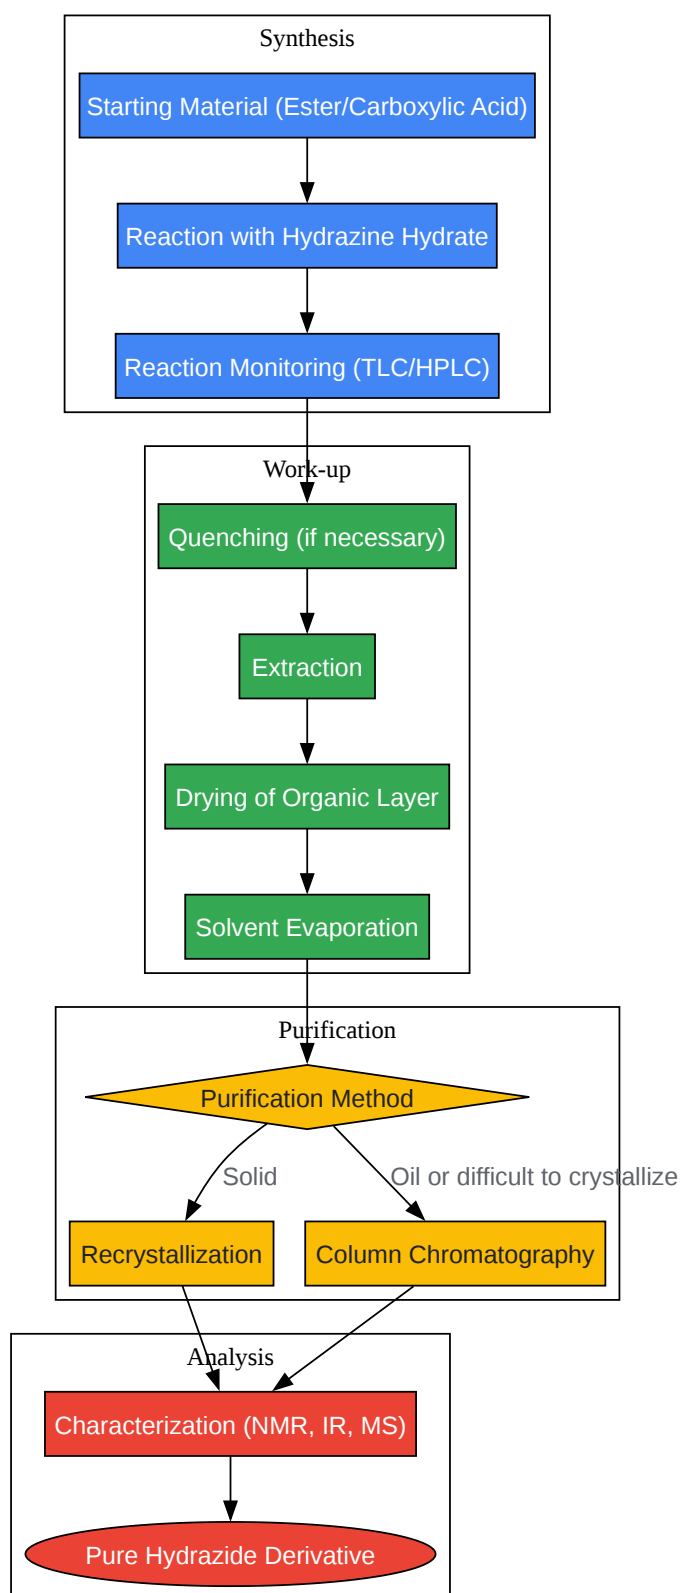 Synthesis
Starting Material (Ester/Carboxylic Acid)
Reaction with Hydrazine Hydrate
Reaction Monitoring (TLC/HPLC)
Work-up
Quenching (if necessary)
Extraction
Drying of Organic Layer
Solvent Evaporation
Purification
Purification Method
Solid
Oil or difficult to crystallize
Recrystallization
Column Chromatography
Analysis
Characterization (NMR, IR, MS)
Pure Hydrazide Derivative